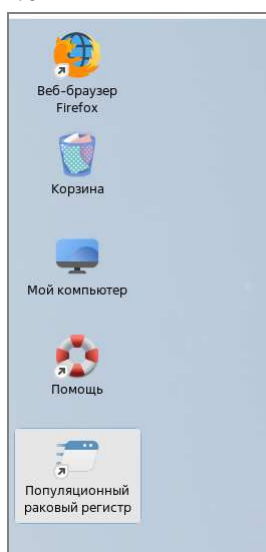 Веб-браузер
Firefox
Корзина
Мой компьютер
Помощь
Популяционный
раковый регистр